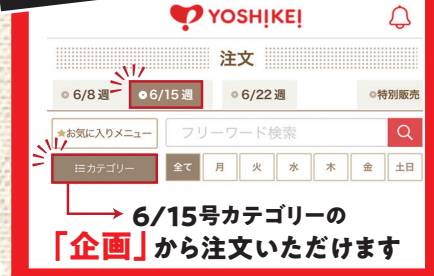 YOSHIKEI
注文
6/8週 6/15週 6/22週 特別販売
★お気に入りメニュー フリーワード検索
カテゴリー 全て 月 火 水 木 金 土日
6/15号カテゴリーの
「企画」から注文いただけます